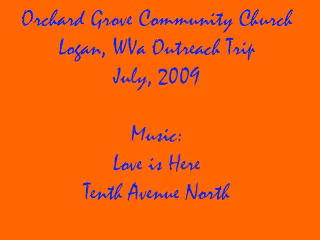 Orchard Grove Community Church
Logan, WVa Outreach Trip
July, 2009
Music:
Love is Here
Tenth Avenue North